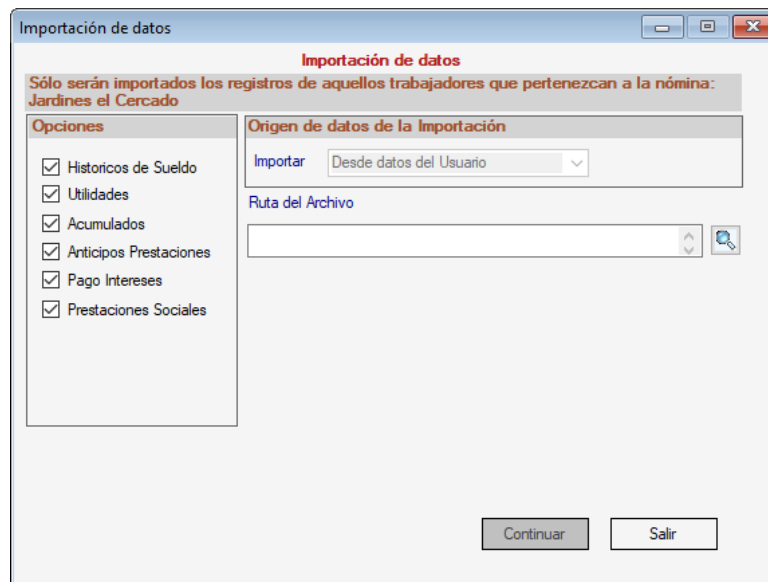 Importación de datos
Importación de datos
Sólo serán importados los registros de aquellos trabajadores que pertenezcan a la nómina:
Jardines el Cercado
Opciones
Historicos de Sueldo
Utilidades
Acumulados
Anticipos Prestaciones
Pago Intereses
Prestaciones Sociales
Origen de datos de la Importación
Importar Desde datos del Usuario
Ruta del Archivo
Continuar Salir